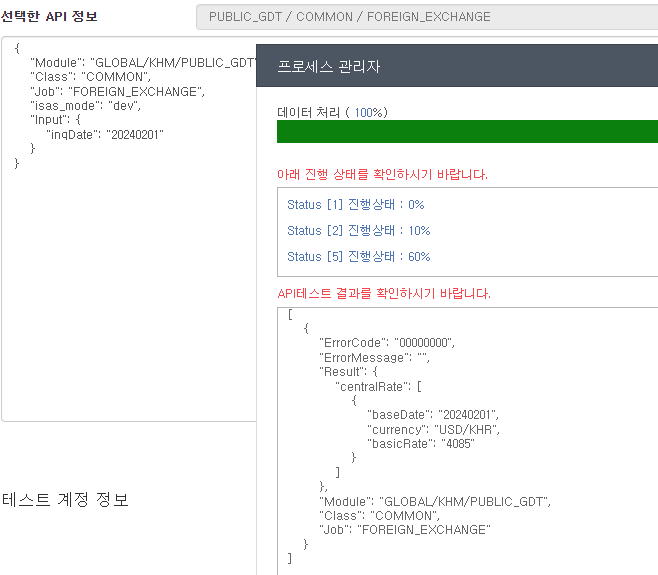 선택한 API 정보
PUBLIC_GDT / COMMON / FOREIGN_EXCHANGE
{
"Module": "GLOBAL/KHM/PUBLIC_GDT"
"Class": "COMMON",
"Job": "FOREIGN_EXCHANGE",
"isas_mode": "dev",
"Input": {
"inqDate": "20240201"
}
}
테스트 계정 정보
프로세스 관리자
데이터 처리 ( 100%)
아래 진행 상태를 확인하시기 바랍니다.
Status [1] 진행상태 : 0%
Status [2] 진행상태 : 10%
Status [5] 진행상태 : 60%
API테스트 결과를 확인하시기 바랍니다.
[
{
"ErrorCode": "00000000",
"ErrorMessage": "",
"Result": {
"centralRate": [
{
"baseDate": "20240201",
"currency": "USD/KHR",
"basicRate": "4085"
}
]
},
"Module": "GLOBAL/KHM/PUBLIC_GDT",
"Class": "COMMON",
"Job": "FOREIGN_EXCHANGE"
}
]